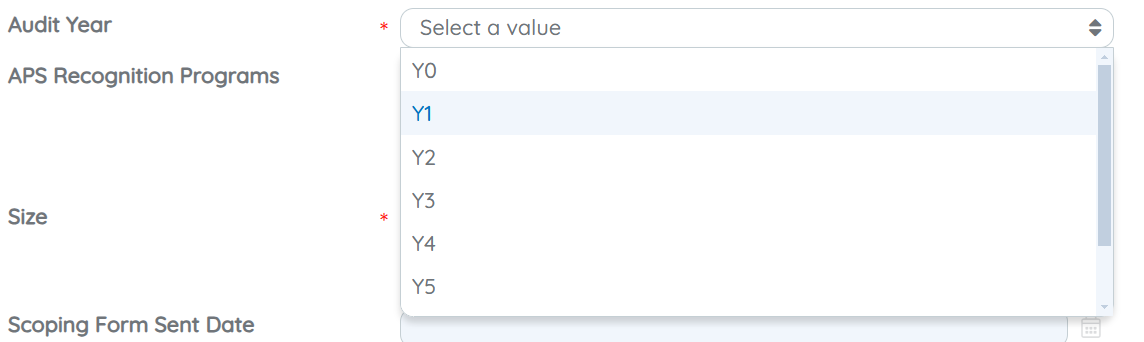 Audit Year * Select a value
Y0
APS Recognition Programs
Y1
Y2
Y3
Size *
Y4
Y5
Scoping Form Sent Date